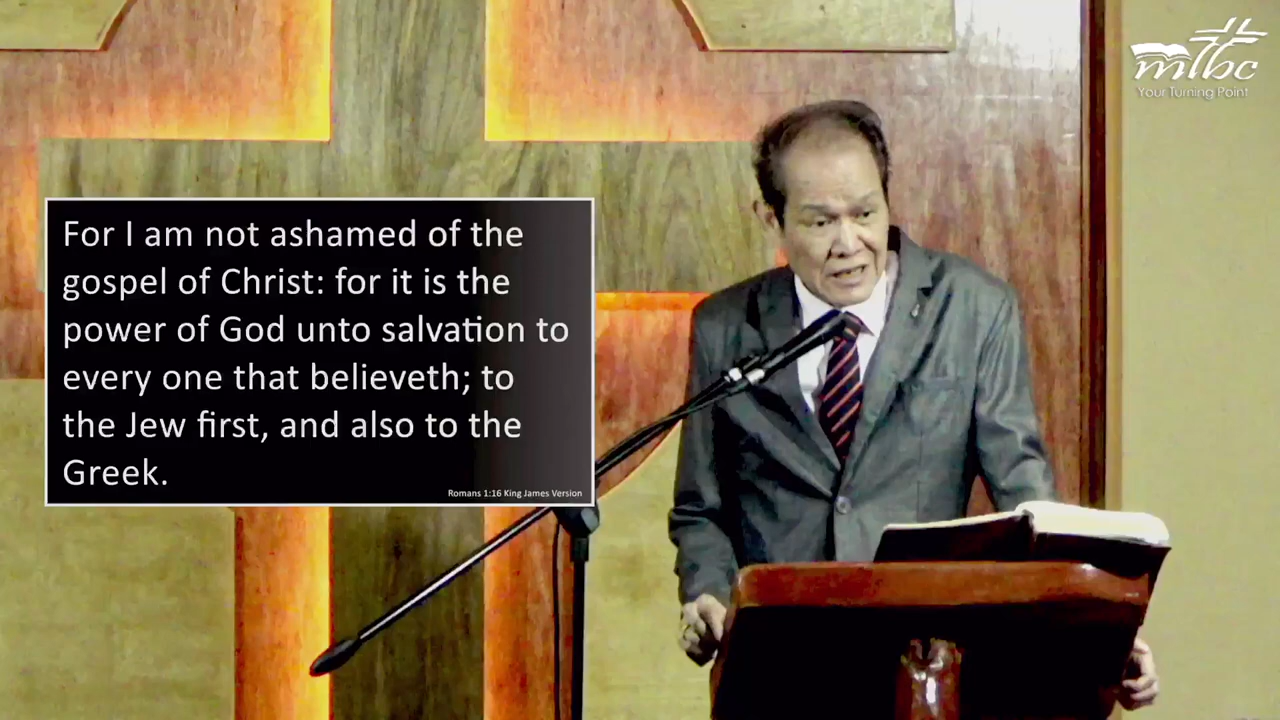 For I am not ashamed of the
gospel of Christ: for it is the
power of God unto salvation to
every one that believeth; to
the Jew first, and also to the
Greek.
Romans 1:16 King James Version
mtbc
Your Turning Point